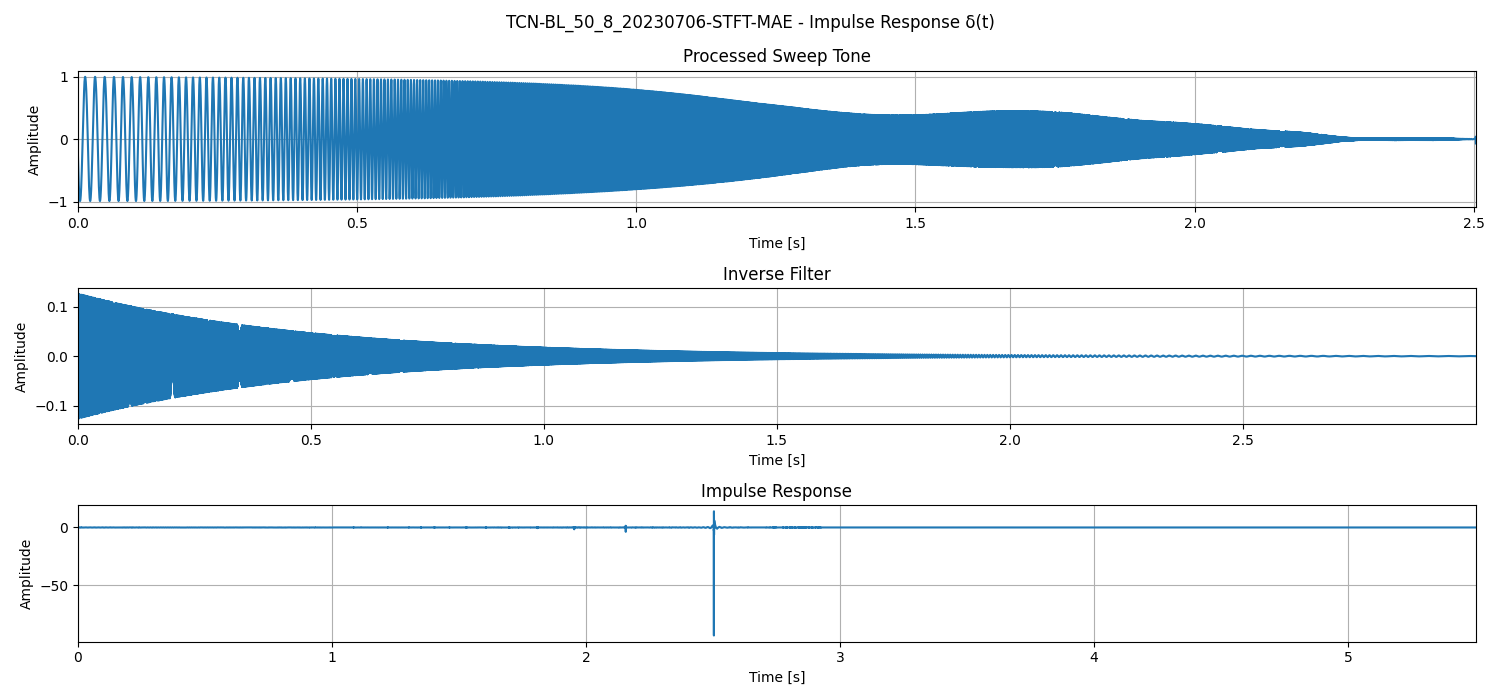 TCN-BL_50_8_20230706-STFT-MAE - Impulse Response δ(t)
Processed Sweep Tone
Amplitude
1
0
−1
0.0 0.5 1.0 1.5 2.0 2.5
Time [s]
Inverse Filter
Amplitude
0.1
0.0
−0.1
0.0 0.5 1.0 1.5 2.0 2.5
Time [s]
Impulse Response
Amplitude
0
−50
0 1 2 3 4 5
Time [s]